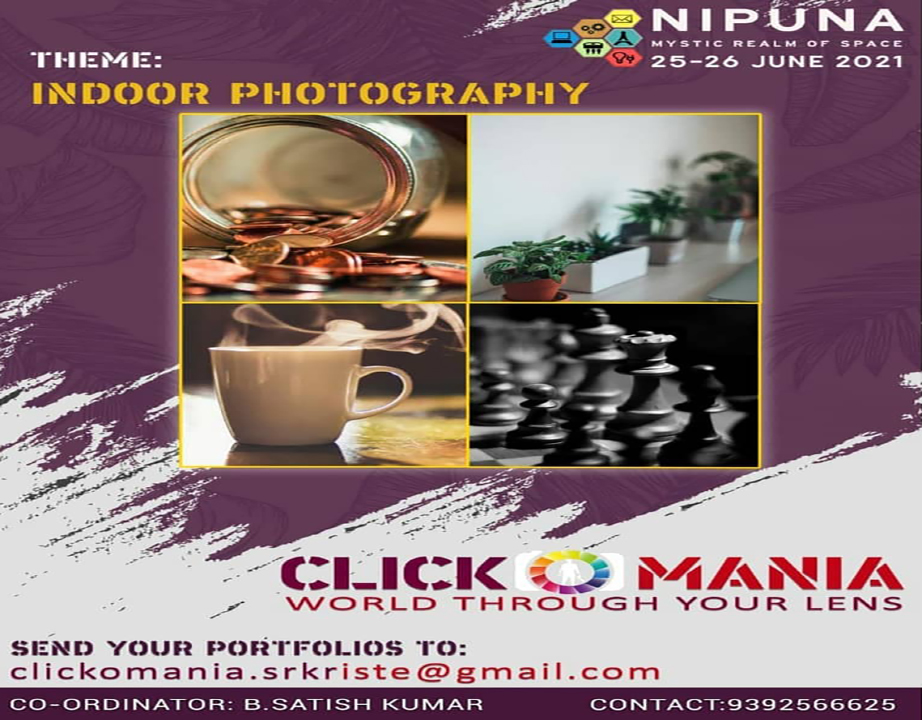 NIPUNA
MYSTIC REALM OF SPACE
25-26 JUNE 2021
THEME:
INDOOR PHOTOGRAPHY
CLICK MANIA
WORLD THROUGH YOUR LENS
SEND YOUR PORTFOLIOS TO:
clickomania.srkriste@gmail.com
CO-ORDINATOR: B.SATISH KUMAR
CONTACT:9392566625